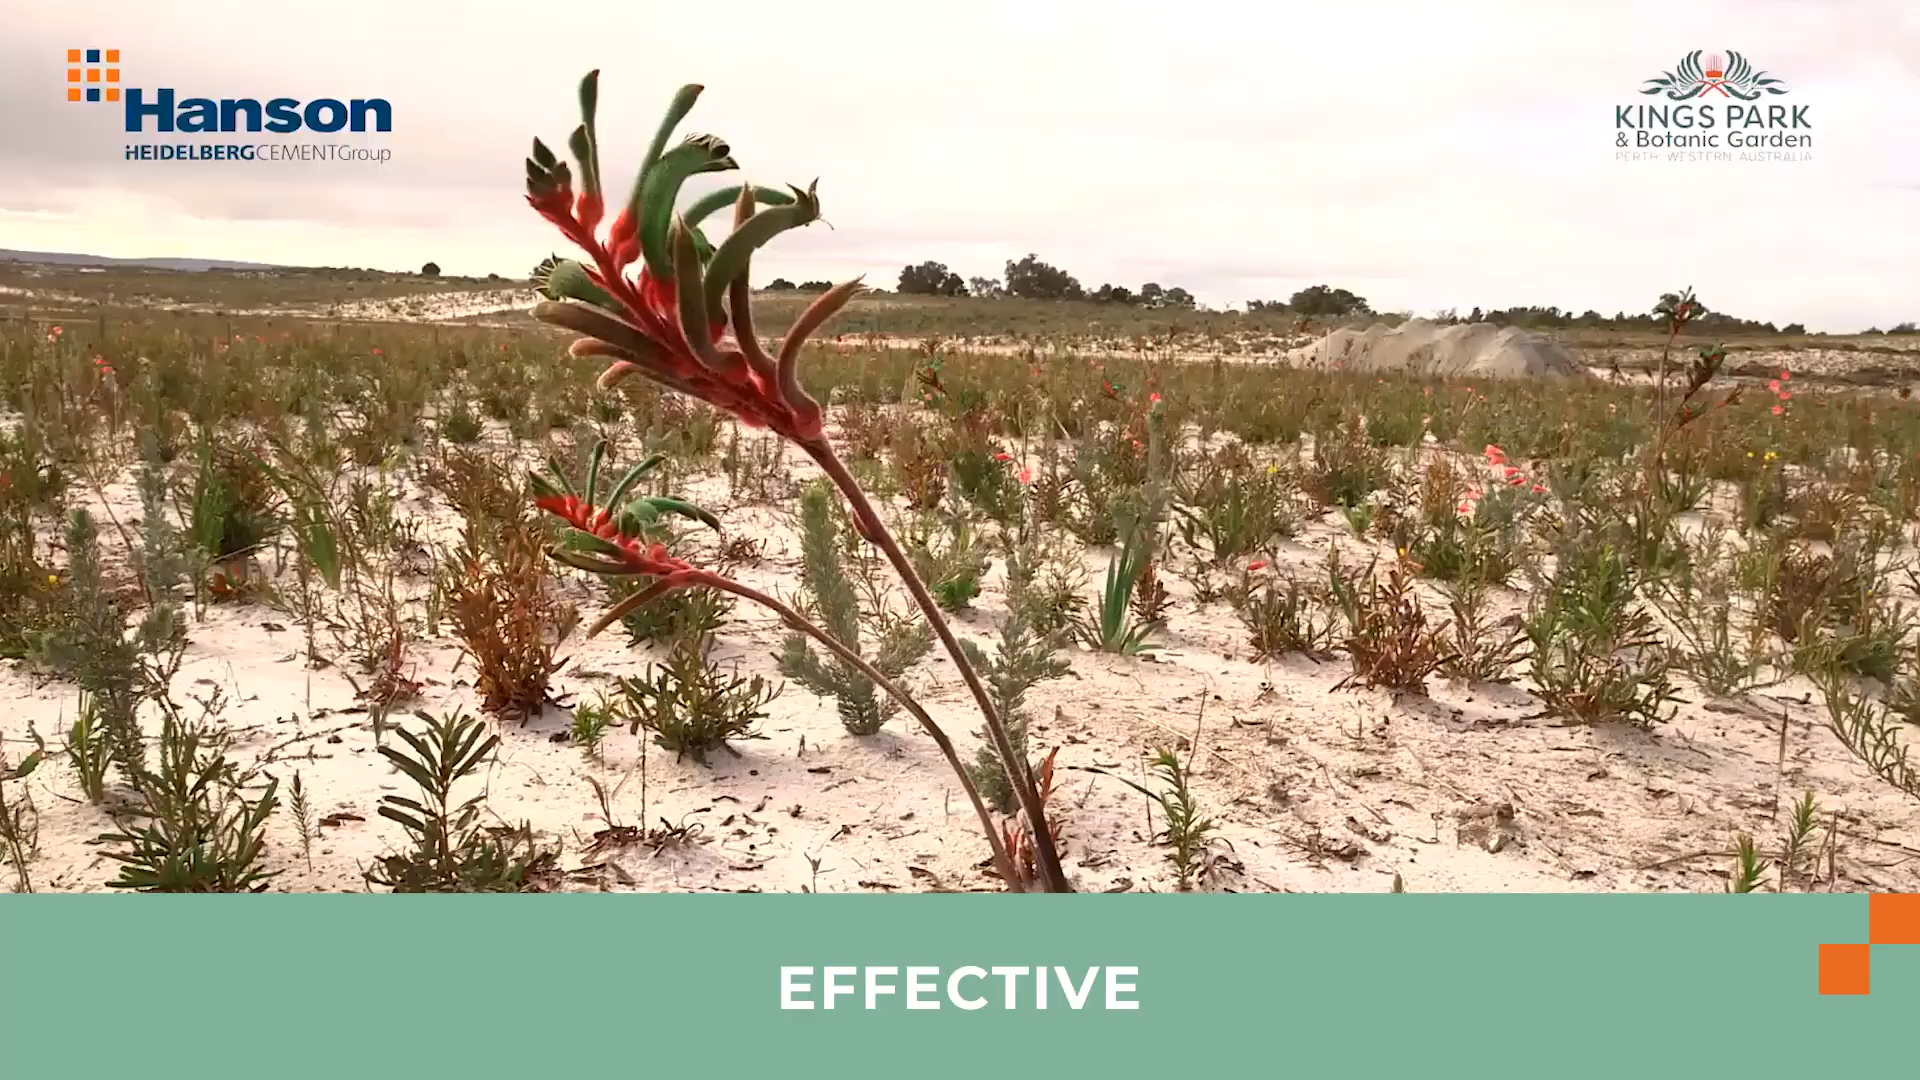 Hanson
HEIDELBERGCEMENTGroup
KINGS PARK
& Botanic Garden
PERTH WESTERN AUSTRALIA
EFFECTIVE